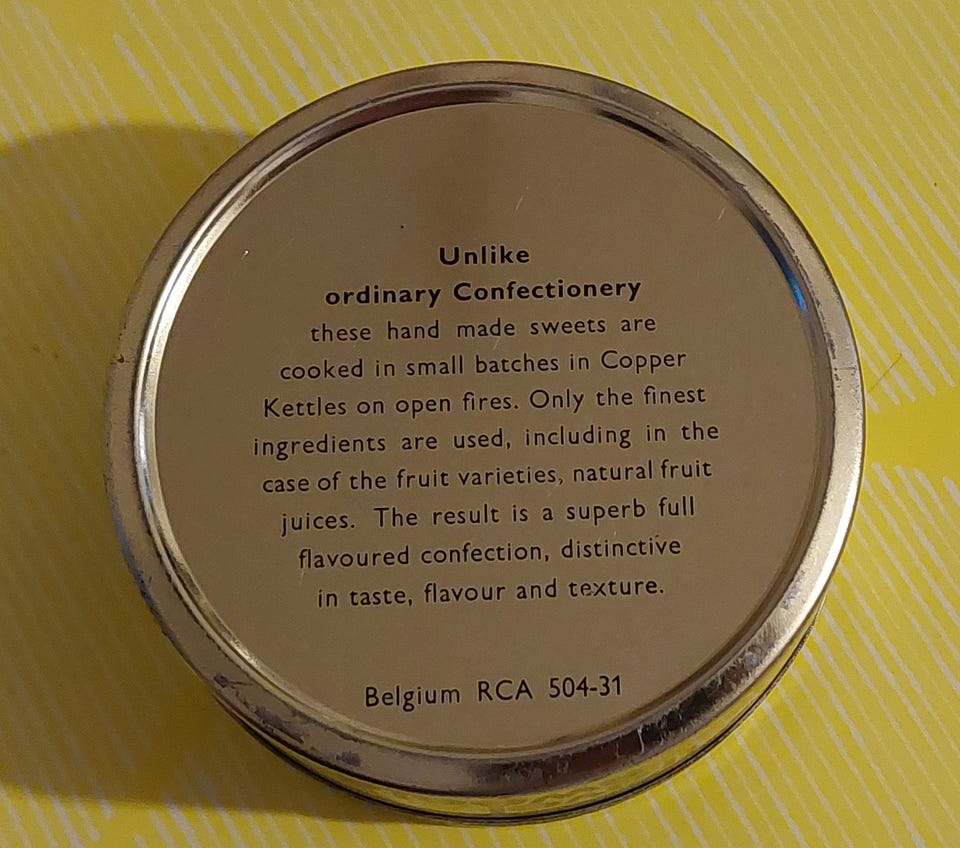 Unlike
ordinary Confectionery
these hand made sweets are
cooked in small batches in Copper
Kettles on open fires. Only the finest
ingredients are used, including in the
case of the fruit varieties, natural fruit
juices. The result is a superb full
flavoured confection, distinctive
in taste, flavour and texture.
Belgium RCA 504-31